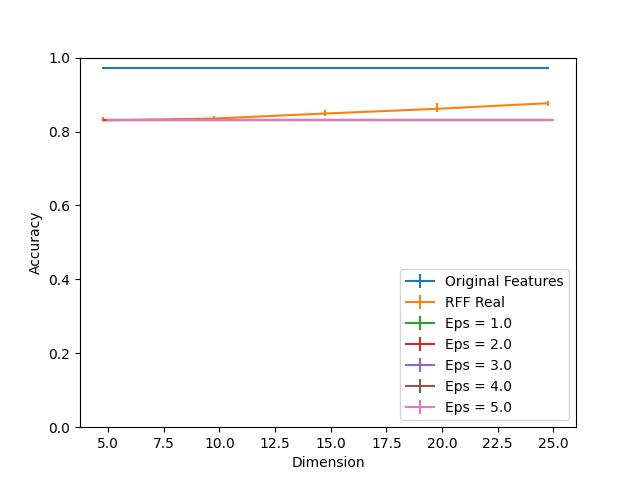 1.0
0.8
0.6
0.4
0.2
0.0
Accuracy
Original Features
RFF Real
Eps = 1.0
Eps = 2.0
Eps = 3.0
Eps = 4.0
Eps = 5.0
5.0 7.5 10.0 12.5 15.0 17.5 20.0 22.5 25.0
Dimension